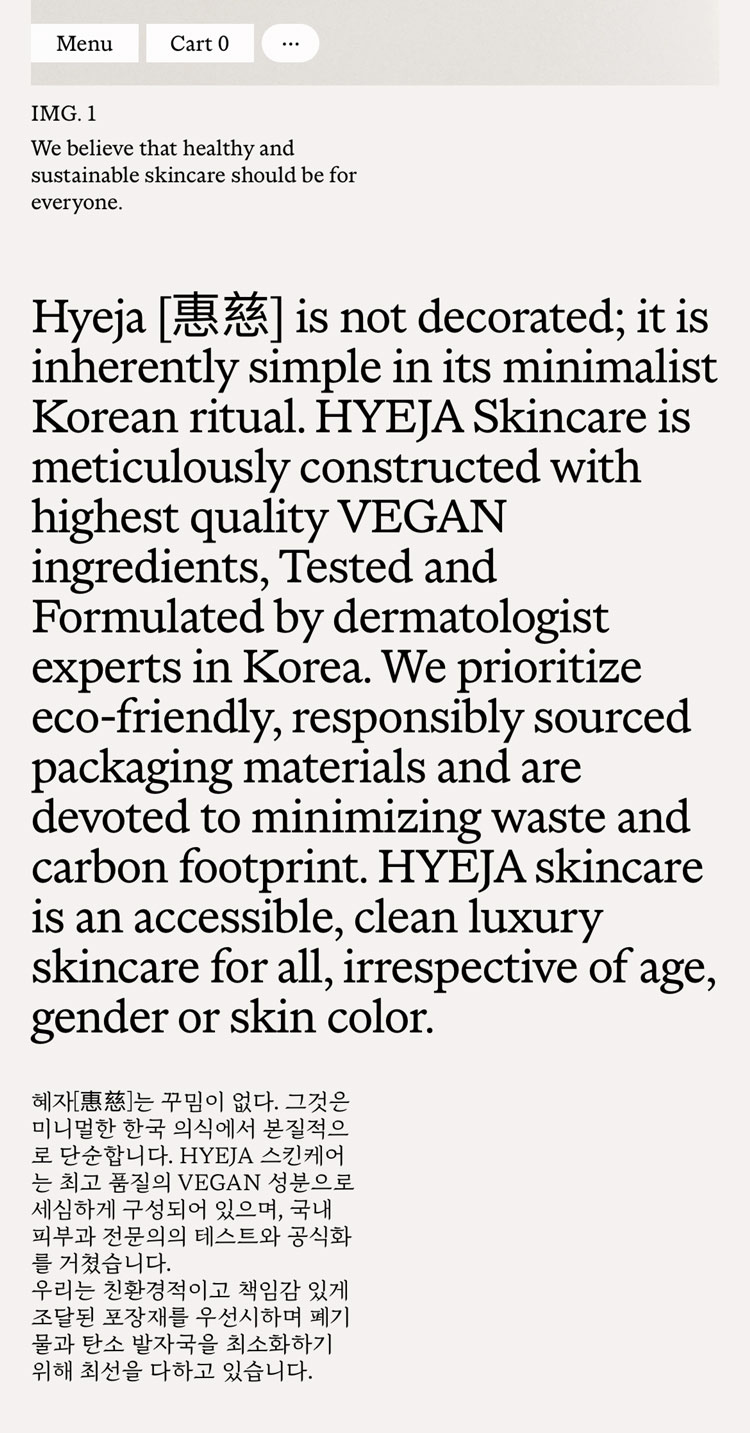 Menu
Cart 0
...
IMG. 1
We believe that healthy and
sustainable skincare should be for
everyone.
Hyeja [惠慈] is not decorated; it is
inherently simple in its minimalist
Korean ritual. HYEJA Skincare is
meticulously constructed with
highest quality VEGAN
ingredients, Tested and
Formulated by dermatologist
experts in Korea. We prioritize
eco-friendly, responsibly sourced
packaging materials and are
devoted to minimizing waste and
carbon footprint. HYEJA skincare
is an accessible, clean luxury
skincare for all, irrespective of age,
gender or skin color.
혜자[惠慈]는 꾸밈이 없다. 그것은
미니멀한 한국 의식에서 본질적으
로 단순합니다. HYEJA 스킨케어
는 최고 품질의 VEGAN 성분으로
세심하게 구성되어 있으며, 국내
피부과 전문의의 테스트와 공식화
를 거쳤습니다.
우리는 친환경적이고 책임감 있게
조달된 포장재를 우선시하며 폐기
물과 탄소 발자국을 최소화하기
위해 최선을 다하고 있습니다.